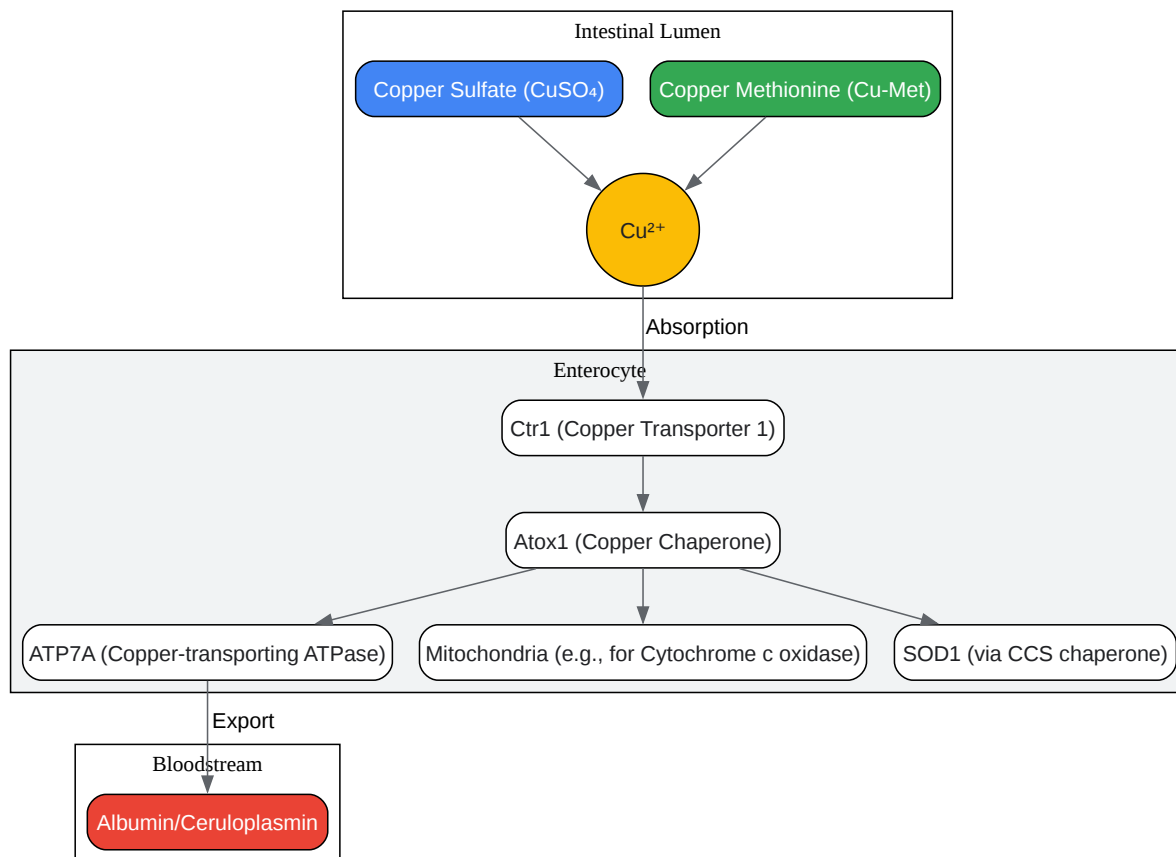 Intestinal Lumen
Copper Sulfate (CuSO₄)
Copper Methionine (Cu-Met)
Cu²⁺
Absorption
Enterocyte
Ctr1 (Copper Transporter 1)
Atox1 (Copper Chaperone)
ATP7A (Copper-transporting ATPase)
Mitochondria (e.g., for Cytochrome c oxidase)
SOD1 (via CCS chaperone)
Export
Bloodstream
Albumin/Ceruloplasmin